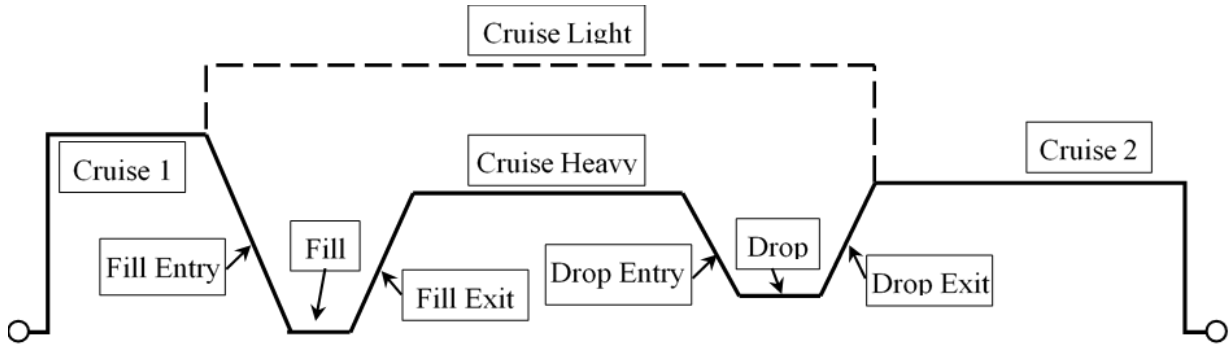 Cruise Light
Cruise 1
Cruise Heavy
Cruise 2
Fill Entry
Fill
Fill Exit
Drop Entry
Drop
Drop Exit